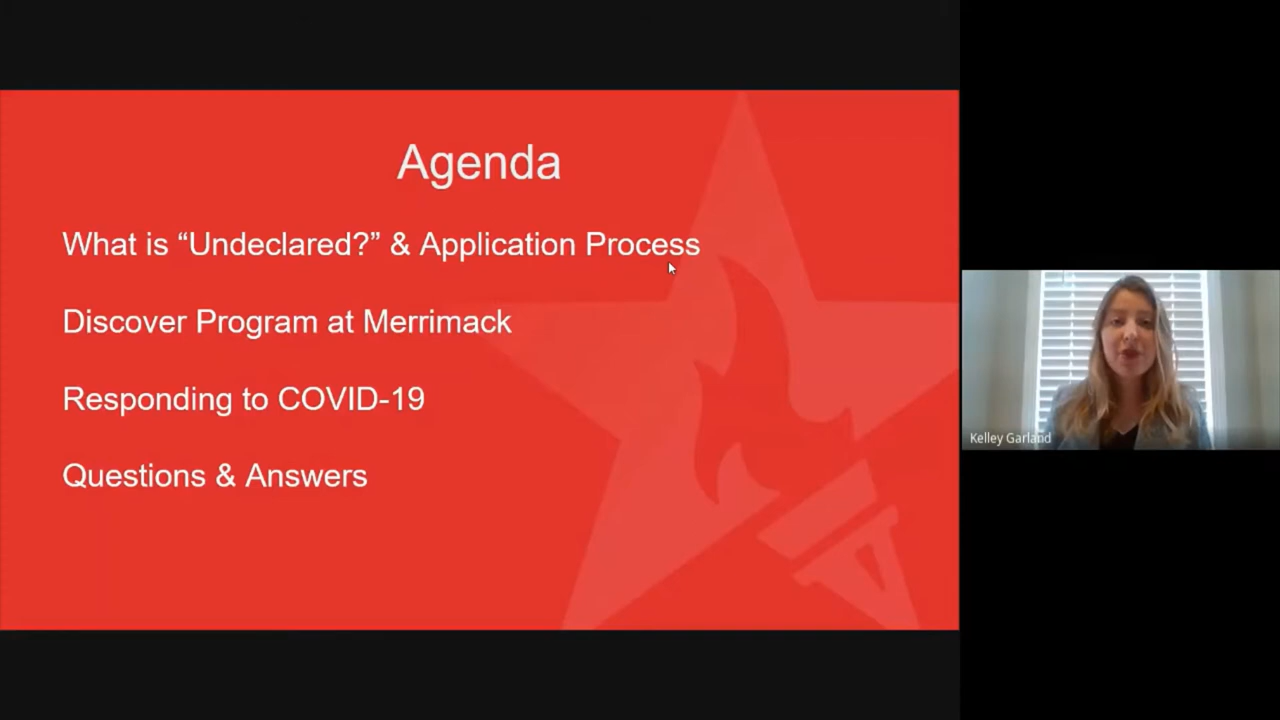 Agenda
What is “Undeclared?” & Application Process
Discover Program at Merrimack
Responding to COVID-19
Questions & Answers
Kelley Garland